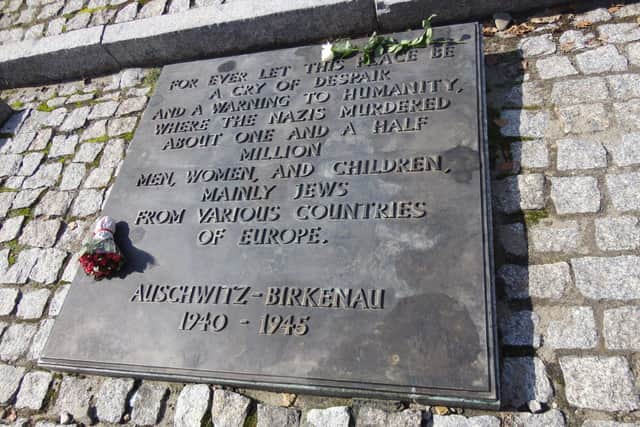 FOR EVER LET THIS PLACE BE
A CRY OF DESPAIR
AND A WARNING TO HUMANITY,
WHERE THE NAZIS MURDERED
ABOUT ONE AND A HALF
MILLION
MEN, WOMEN, AND CHILDREN,
MAINLY JEWS
FROM VARIOUS COUNTRIES
OF EUROPE.
AUSCHWITZ-BIRKENAU
1940 - 1945